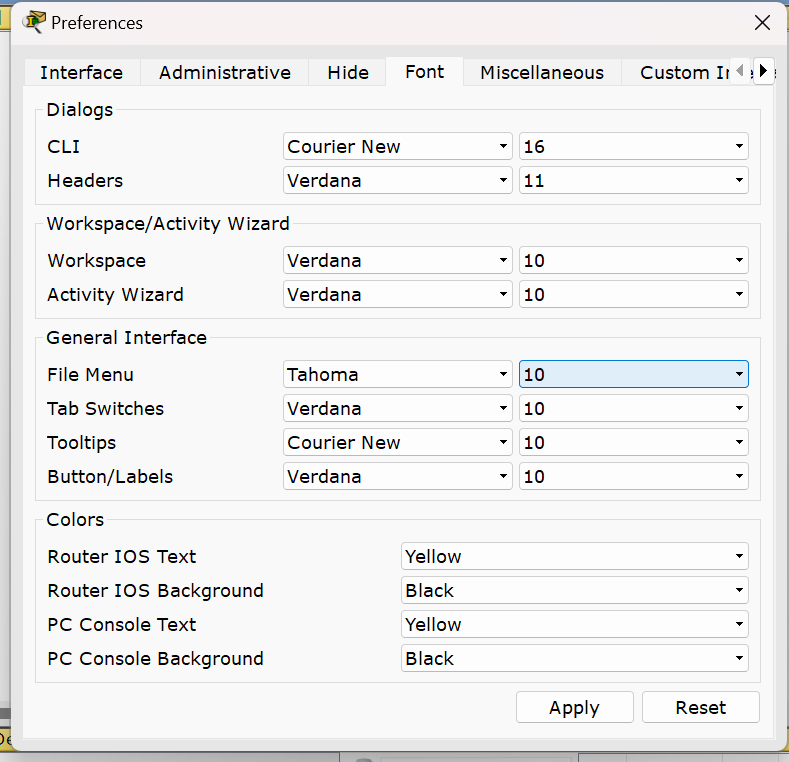 Preferences
Interface Administrative Hide Font Miscellaneous Custom
Dialogs
CLI Courier New 16
Headers Verdana 11
Workspace/Activity Wizard
Workspace Verdana 10
Activity Wizard Verdana 10
General Interface
File Menu Tahoma 10
Tab Switches Verdana 10
Tooltips Courier New 10
Button/Labels Verdana 10
Colors
Router IOS Text Yellow
Router IOS Background Black
PC Console Text Yellow
PC Console Background Black
Apply Reset